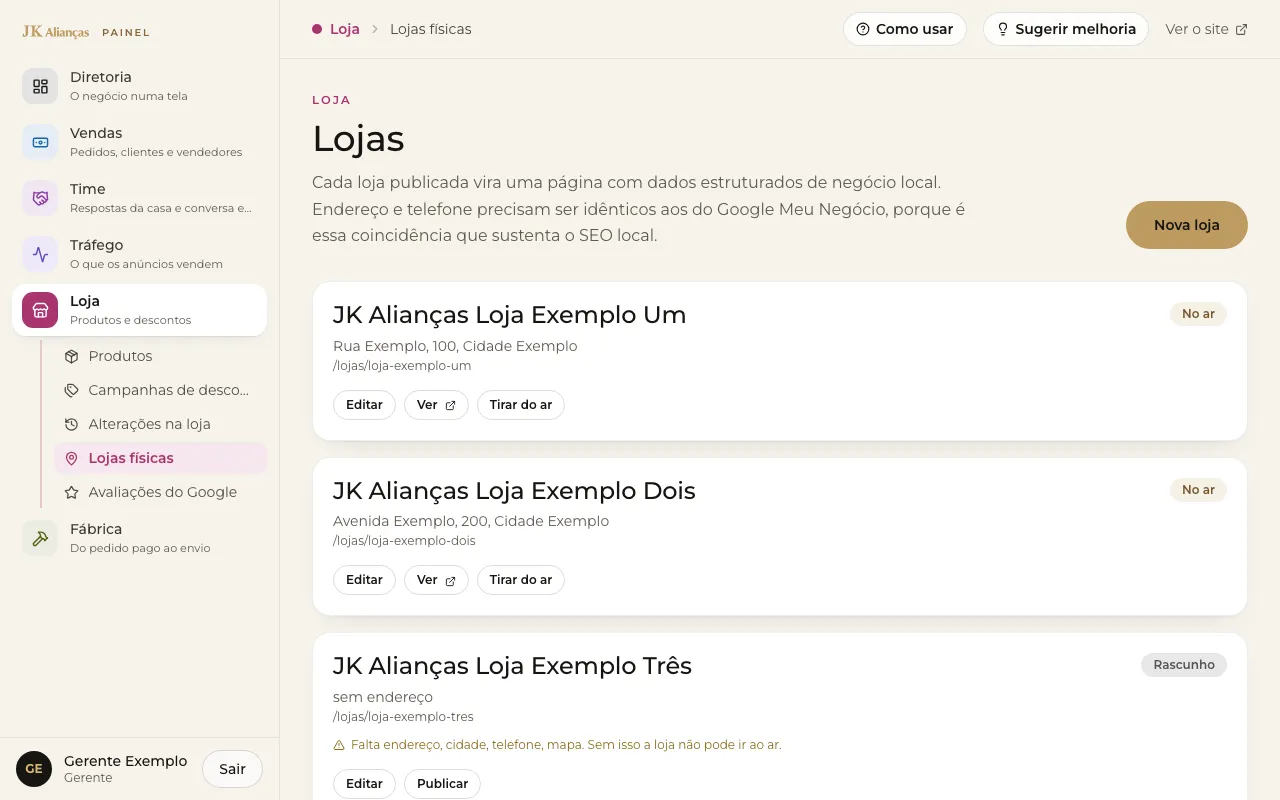 JK Alianças PAINEL
Diretoria
O negócio numa tela
Vendas
Pedidos, clientes e vendedores
Time
Respostas da casa e conversa e...
Tráfego
O que os anúncios vendem
Loja
Produtos e descontos
Produtos
Campanhas de desco...
Alterações na loja
Lojas físicas
Avaliações do Google
Fábrica
Do pedido pago ao envio
GE
Gerente Exemplo
Gerente
Sair
Loja
Lojas físicas
Como usar
Sugerir melhoria
Ver o site
LOJA
Lojas
Cada loja publicada vira uma página com dados estruturados de negócio local.
Endereço e telefone precisam ser idênticos aos do Google Meu Negócio, porque é
essa coincidência que sustenta o SEO local.
Nova loja
JK Alianças Loja Exemplo Um
No ar
Rua Exemplo, 100, Cidade Exemplo
/lojas/loja-exemplo-um
Editar
Ver
Tirar do ar
JK Alianças Loja Exemplo Dois
No ar
Avenida Exemplo, 200, Cidade Exemplo
/lojas/loja-exemplo-dois
Editar
Ver
Tirar do ar
JK Alianças Loja Exemplo Três
Rascunho
sem endereço
/lojas/loja-exemplo-tres
Falta endereço, cidade, telefone, mapa. Sem isso a loja não pode ir ao ar.
Editar
Publicar